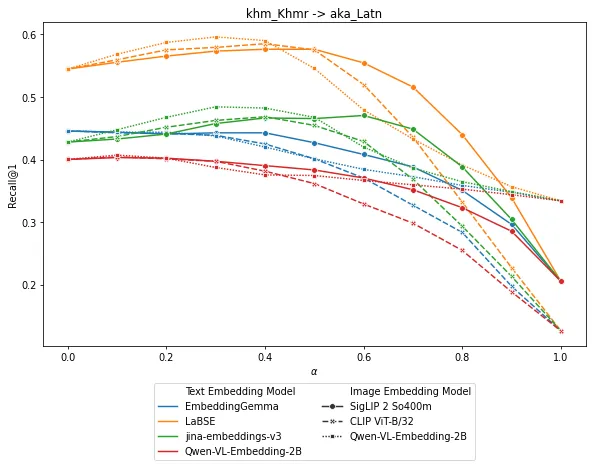 khm_Khmr -> aka_Latn
Recall@1
0.6
0.5
0.4
0.3
0.2
0.0 0.2 0.4 0.6 0.8 1.0
α
Text Embedding Model Image Embedding Model
EmbeddingGemma SigLIP 2 So400m
LaBSE CLIP ViT-B/32
jina-embeddings-v3 Qwen-VL-Embedding-2B
Qwen-VL-Embedding-2B